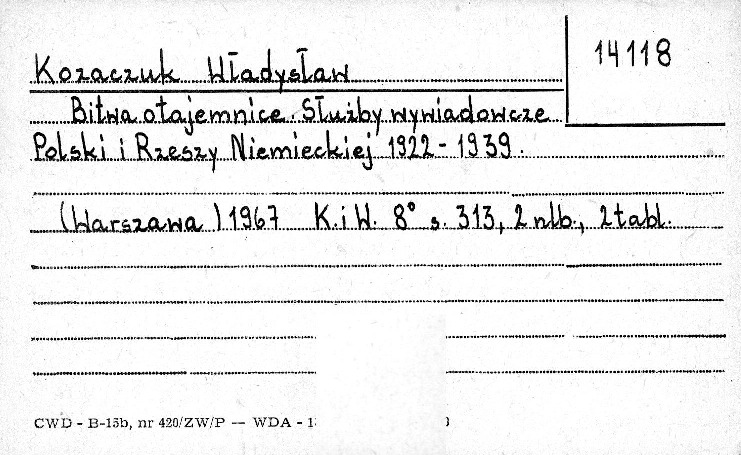 14118
Kozaczuk Władysław
Bitwa o tajemnice. Służby wywiadowcze
Polski i Rzeszy Niemieckiej 1922 - 1939.
(Warszawa) 1967 K.i W. 8° s. 313, 2 nlb., 2 tabl.
CWD - B-15b, nr 420/ZW/P — WDA - 1